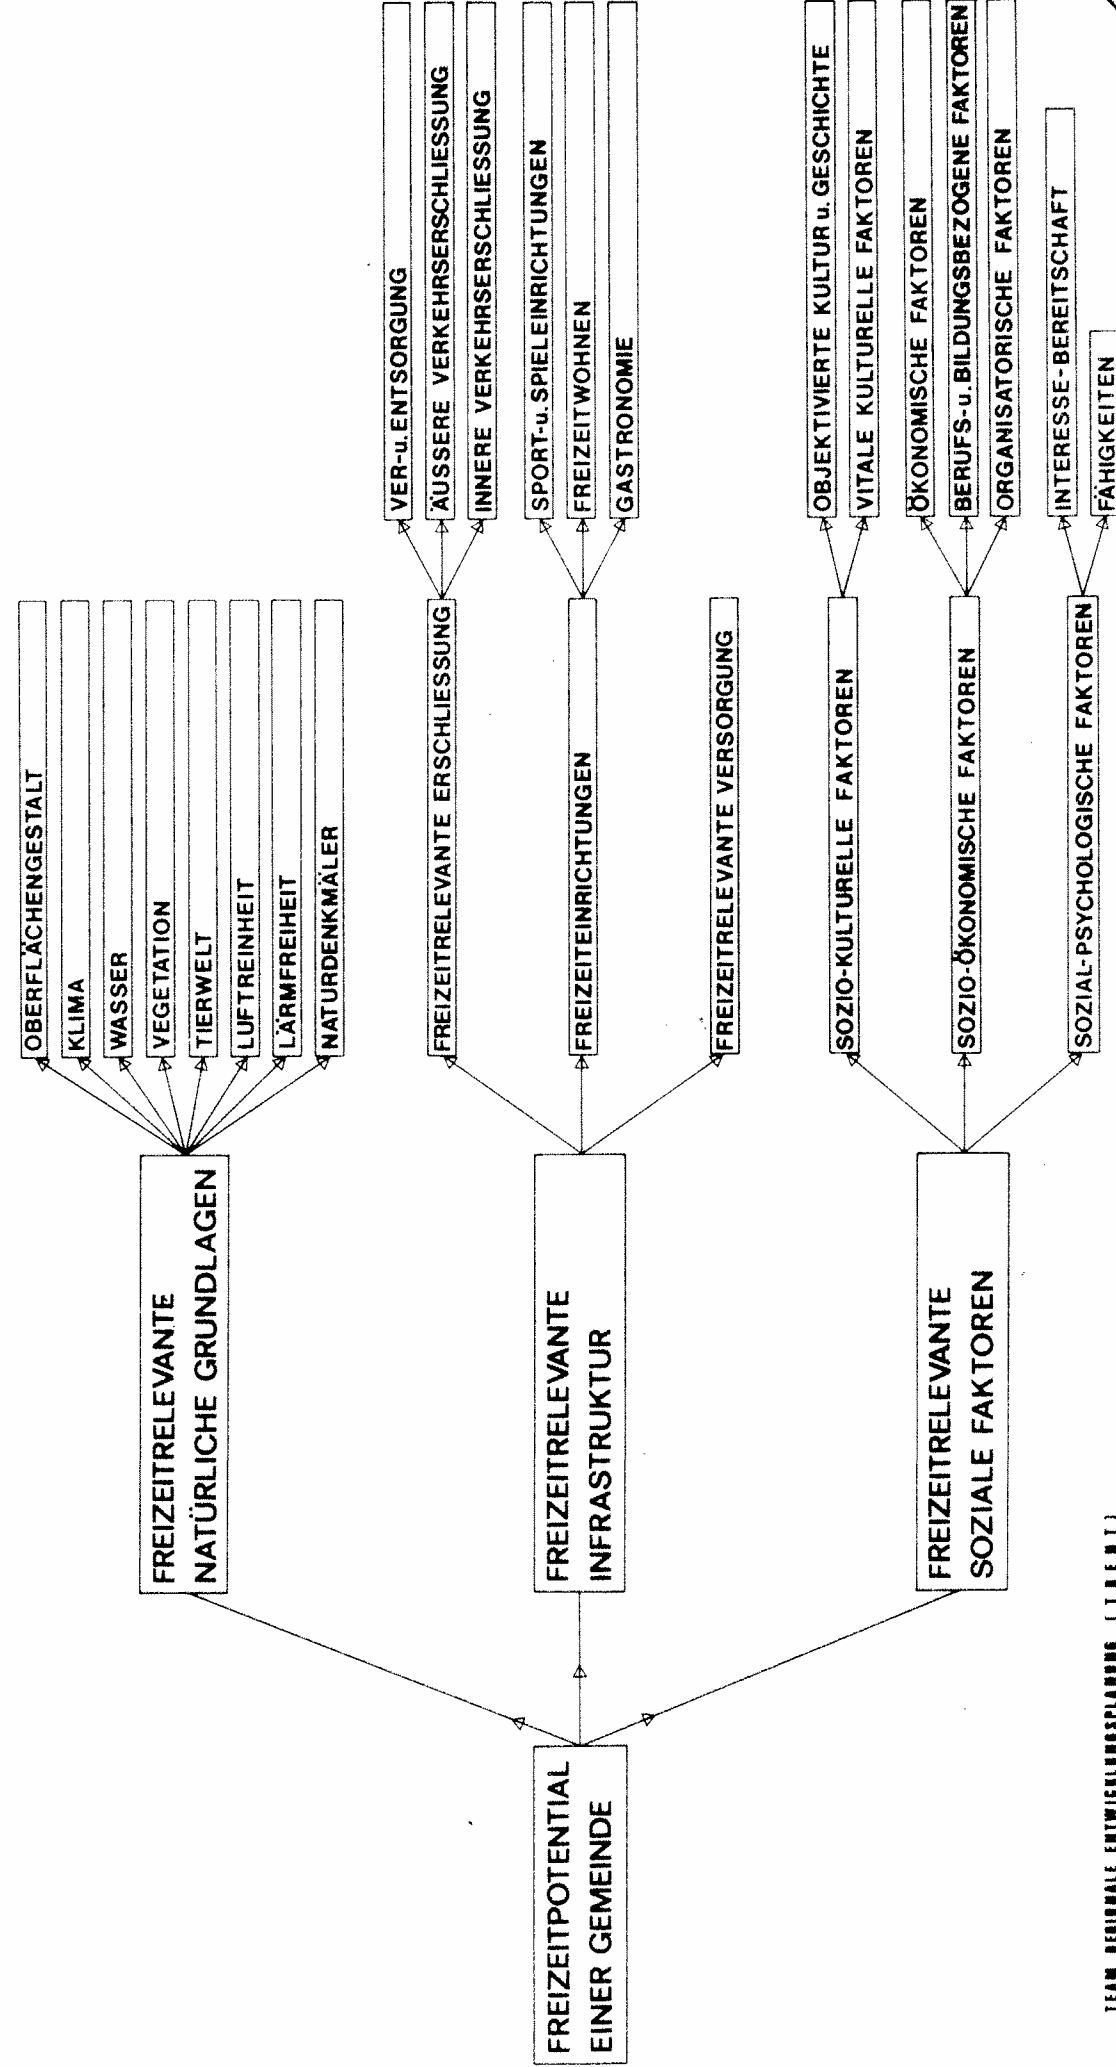 FREIZEITPOTENTIAL
EINER GEMEINDE
FREIZEITRELEVANTE
NATÜRLICHE GRUNDLAGEN
OBERFLÄCHENGESTALT
KLIMA
WASSER
VEGETATION
TIERWELT
LUFTREINHEIT
LÄRMFREIHEIT
NATURDENKMÄLER
FREIZEITRELEVANTE
INFRASTRUKTUR
FREIZEITRELEVANTE ERSCHLIESSUNG
VER-u. ENTSORGUNG
ÄUSSERE VERKEHRSERSCHLIESSUNG
INNERE VERKEHRSERSCHLIESSUNG
FREIZEITEINRICHTUNGEN
SPORT-u. SPIELEINRICHTUNGEN
FREIZEITWOHNEN
GASTRONOMIE
FREIZEITRELEVANTE VERSORGUNG
FREIZEITRELEVANTE
SOZIALE FAKTOREN
SOZIO-KULTURELLE FAKTOREN
OBJEKTIVIERTE KULTUR u. GESCHICHTE
VITALE KULTURELLE FAKTOREN
SOZIO-ÖKONOMISCHE FAKTOREN
ÖKONOMISCHE FAKTOREN
BERUFS-u. BILDUNGSBEZOGENE FAKTOREN
ORGANISATORISCHE FAKTOREN
SOZIAL-PSYCHOLOGISCHE FAKTOREN
INTERESSE-BEREITSCHAFT
FÄHIGKEITEN
TEAM REGIONALE ENTWICKLUNGSPLANUNG